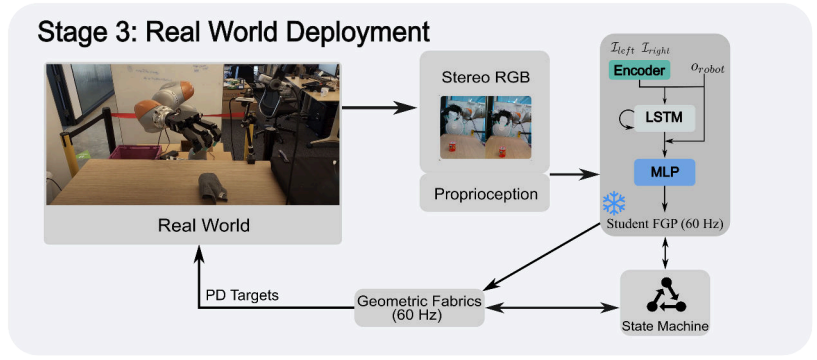 Stage 3: Real World Deployment
Real World
Stereo RGB
Proprioception
𝓘_left 𝓘_right
o_robot
Encoder
LSTM
MLP
Student FGP (60 Hz)
PD Targets
Geometric Fabrics
(60 Hz)
State Machine